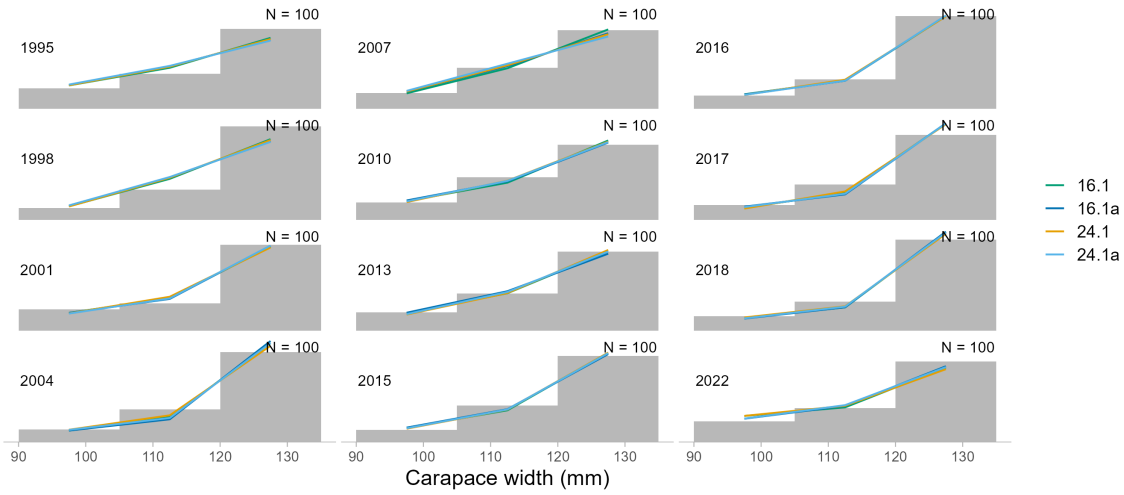 N = 100
N = 100
N = 100
1995
2007
2016
N = 100
N = 100
N = 100
1998
2010
2017
16.1
16.1a
24.1
24.1a
N = 100
N = 100
N = 100
2001
2013
2018
N = 100
N = 100
N = 100
2004
2015
2022
90 100 110 120 130
90 100 110 120 130
90 100 110 120 130
Carapace width (mm)